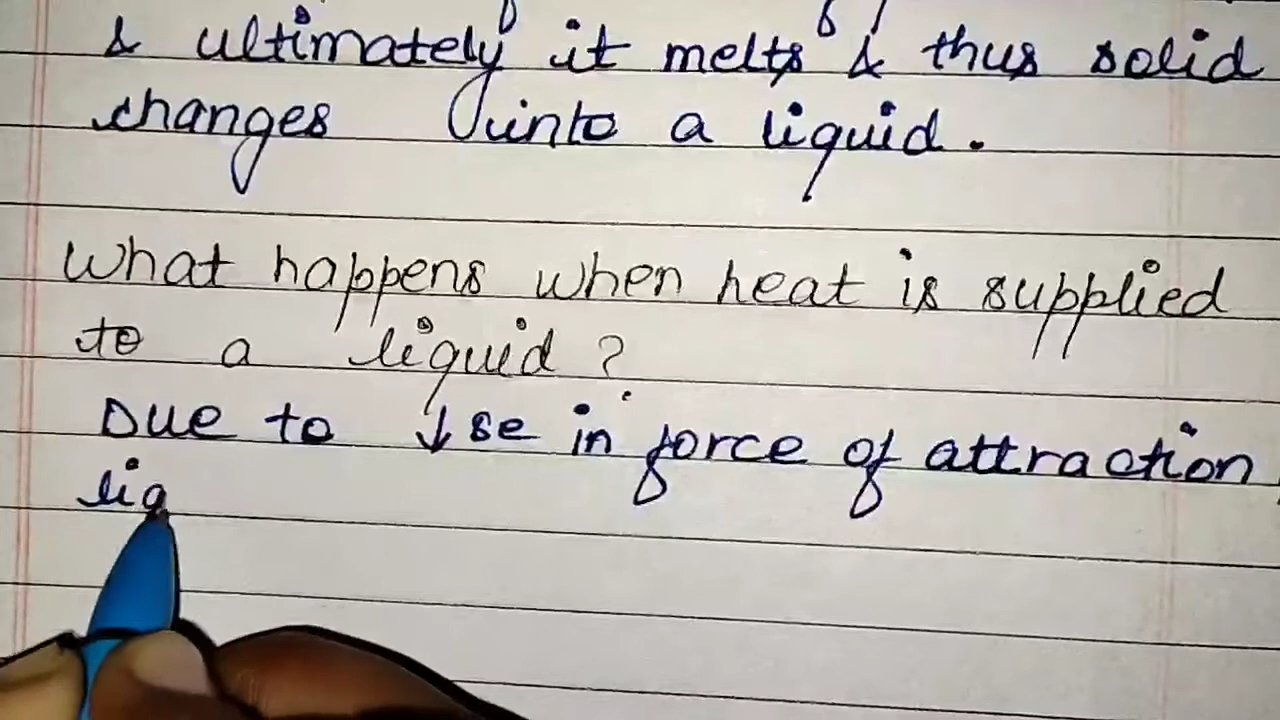 & ultimately it melts & thus solid
changes into a liquid.
What happens when heat is supplied
to a liquid?
Due to ↓se in force of attraction,
liq